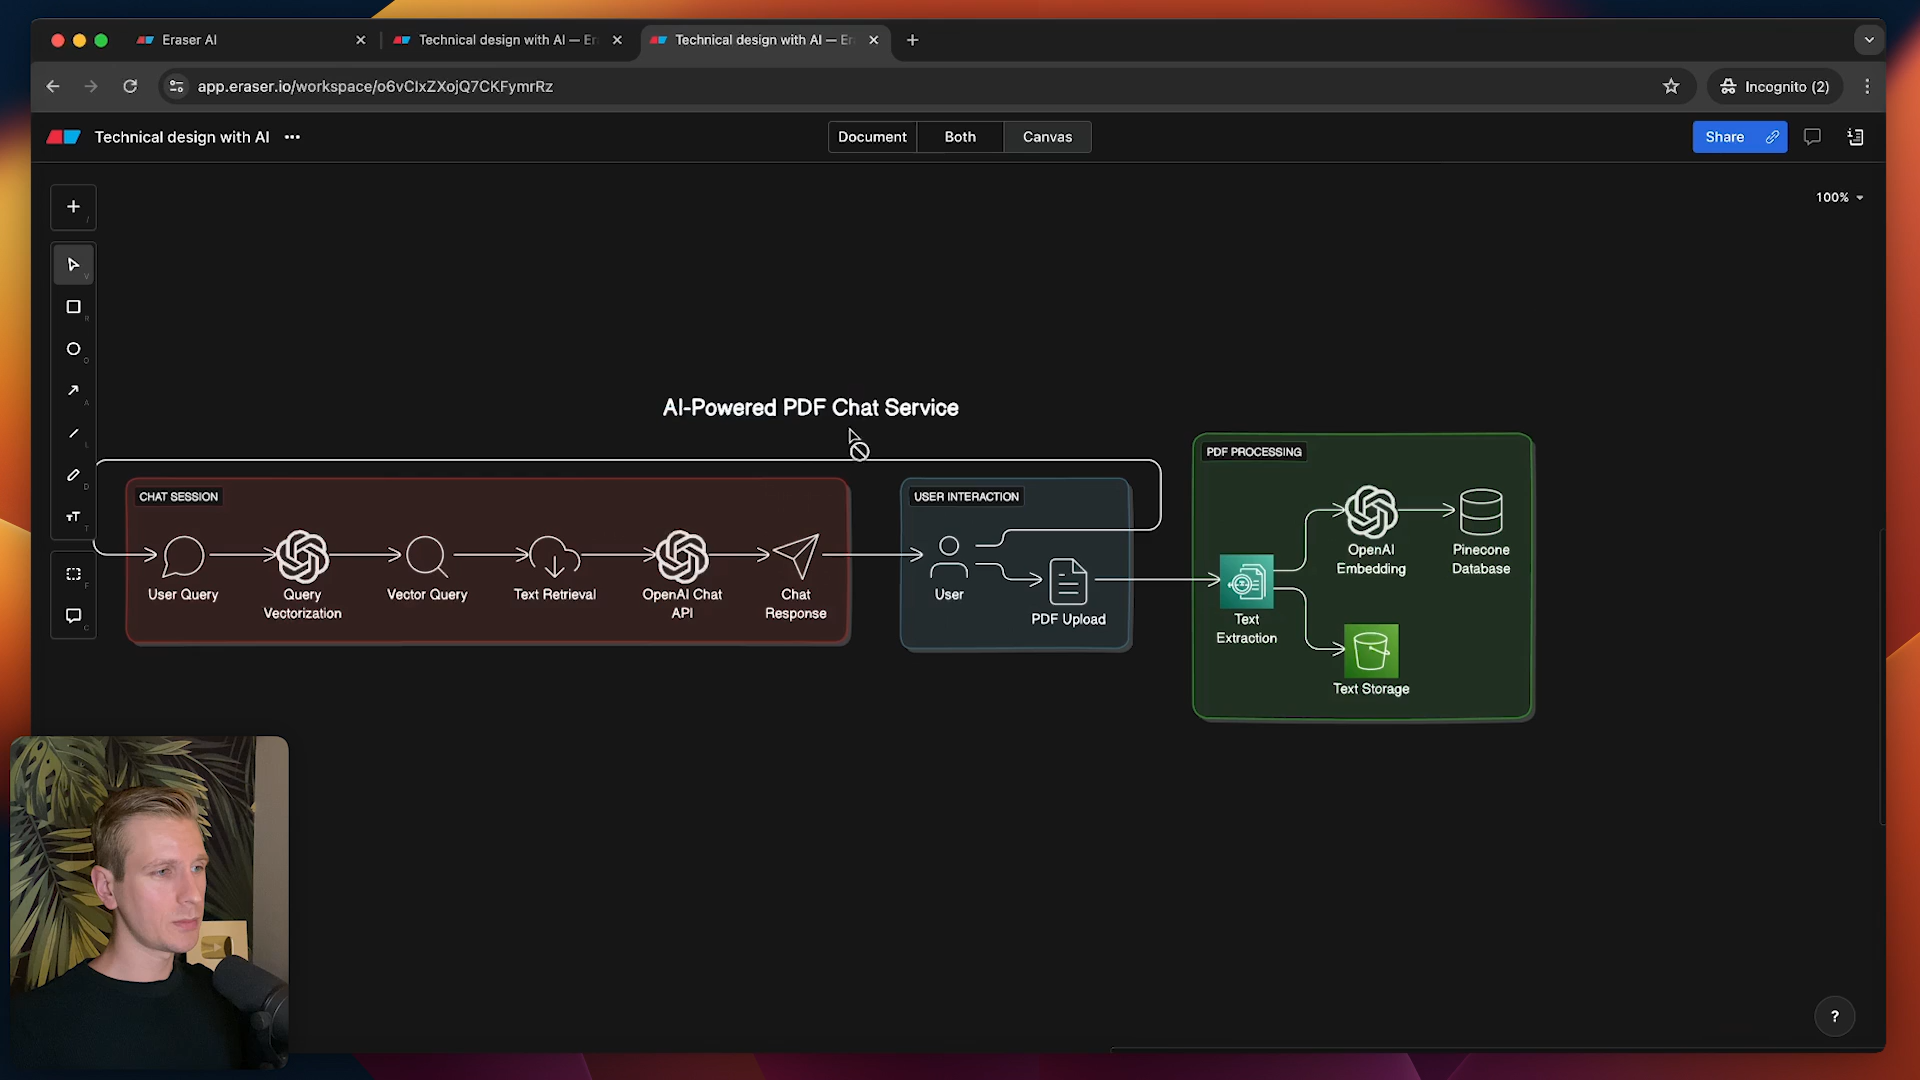 Eraser AI
Technical design with AI — Er
Technical design with AI — En
app.eraser.io/workspace/o6vCIxZXojQ7CKFymrRz
Incognito (2)
Technical design with AI
Document
Both
Canvas
Share
100%
/
V
R
O
A
L
D
T
F
C
AI-Powered PDF Chat Service
CHAT SESSION
User Query
Query
Vectorization
Vector Query
Text Retrieval
OpenAI Chat
API
Chat
Response
USER INTERACTION
User
PDF Upload
PDF PROCESSING
Text
Extraction
OpenAI
Embedding
Pinecone
Database
Text Storage
?